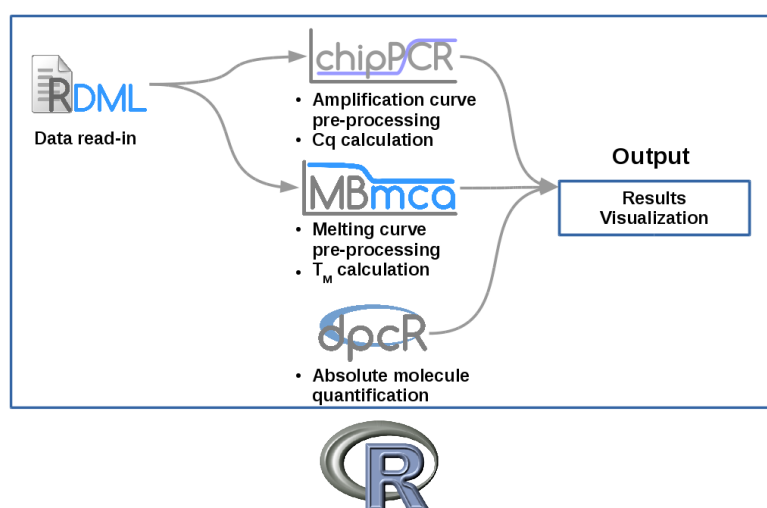 RDML
Data read-in
chipPCR
• Amplification curve
pre-processing
• Cq calculation
MBmca
• Melting curve
pre-processing
• TM calculation
dpcR
• Absolute molecule
quantification
Output
Results
Visualization
R